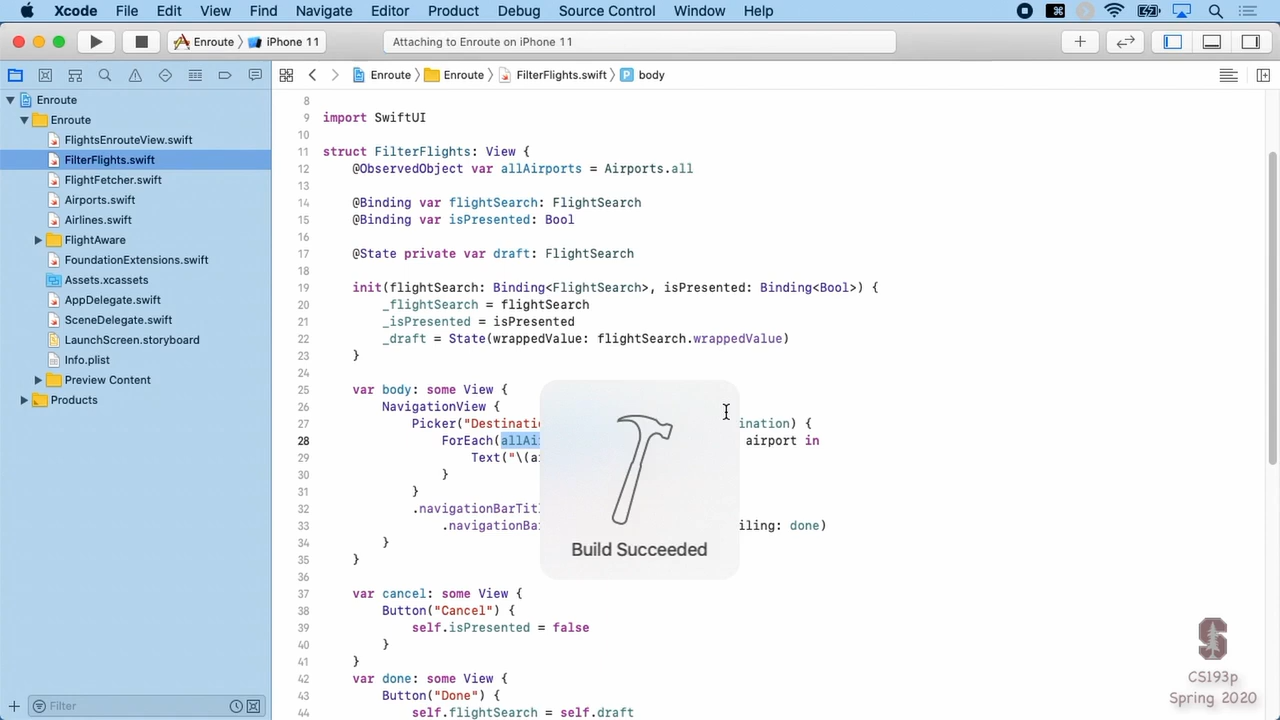 Xcode File Edit View Find Navigate Editor Product Debug Source Control Window Help
Enroute iPhone 11 Attaching to Enroute on iPhone 11
Enroute Enroute FilterFlights.swift P body
Enroute
Enroute
FlightsEnrouteView.swift
FilterFlights.swift
FlightFetcher.swift
Airports.swift
Airlines.swift
FlightAware
FoundationExtensions.swift
Assets.xcassets
AppDelegate.swift
SceneDelegate.swift
LaunchScreen.storyboard
Info.plist
Preview Content
Products
Filter
8
9 import SwiftUI
10
11 struct FilterFlights: View {
12 @ObservedObject var allAirports = Airports.all
13
14 @Binding var flightSearch: FlightSearch
15 @Binding var isPresented: Bool
16
17 @State private var draft: FlightSearch
18
19 init(flightSearch: Binding<FlightSearch>, isPresented: Binding<Bool>) {
20 _flightSearch = flightSearch
21 _isPresented = isPresented
22 _draft = State(wrappedValue: flightSearch.wrappedValue)
23 }
24
25 var body: some View {
26 NavigationView {
27 Picker("Destinatio ination) {
28 ForEach(allAi airport in
29 Text("\(ai
30 }
31 }
32 .navigationBarTitl
33 .navigationBa iling: done)
34 }
35 }
36
37 var cancel: some View {
38 Button("Cancel") {
39 self.isPresented = false
40 }
41 }
42 var done: some View {
43 Button("Done") {
44 self.flightSearch = self.draft
Build Succeeded
CS193p
Spring 2020